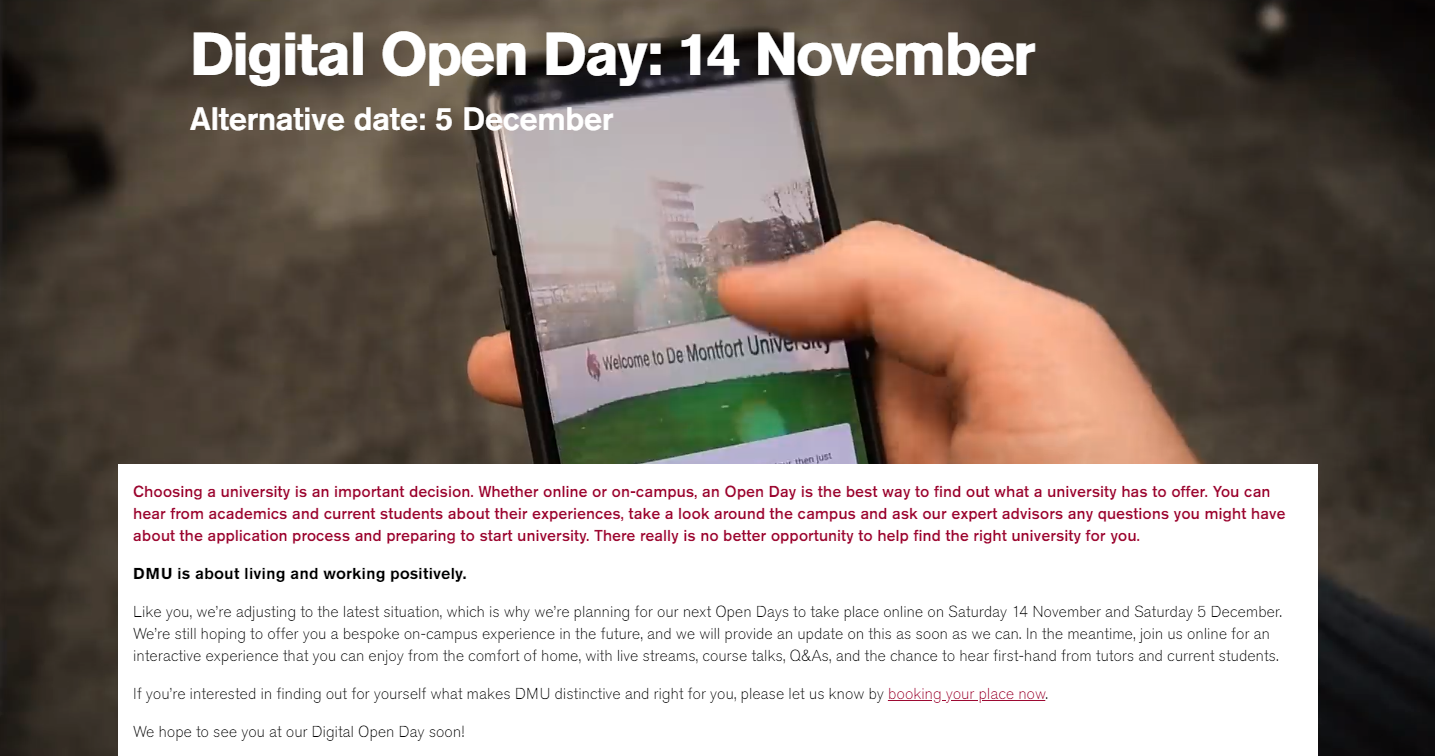 Digital Open Day: 14 November
Alternative date: 5 December
Welcome to De Montfort University
then just
Choosing a university is an important decision. Whether online or on-campus, an Open Day is the best way to find out what a university has to offer. You can
hear from academics and current students about their experiences, take a look around the campus and ask our expert advisors any questions you might have
about the application process and preparing to start university. There really is no better opportunity to help find the right university for you.
DMU is about living and working positively.
Like you, we’re adjusting to the latest situation, which is why we’re planning for our next Open Days to take place online on Saturday 14 November and Saturday 5 December.
We’re still hoping to offer you a bespoke on-campus experience in the future, and we will provide an update on this as soon as we can. In the meantime, join us online for an
interactive experience that you can enjoy from the comfort of home, with live streams, course talks, Q&As, and the chance to hear first-hand from tutors and current students.
If you’re interested in finding out for yourself what makes DMU distinctive and right for you, please let us know by booking your place now.
We hope to see you at our Digital Open Day soon!